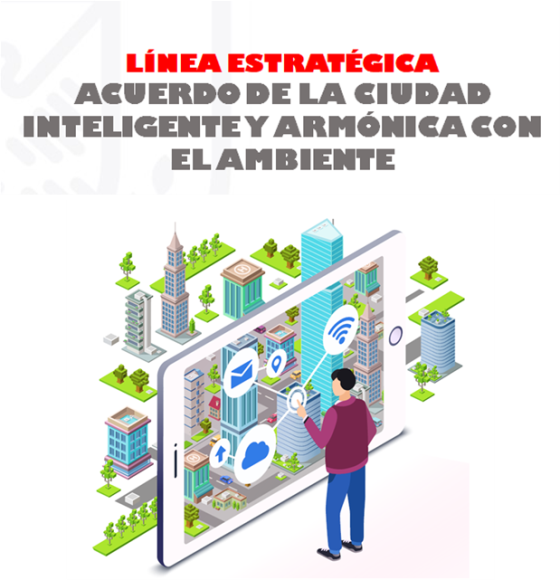 LÍNEA ESTRATÉGICA
ACUERDO DE LA CIUDAD
INTELIGENTE Y ARMÓNICA CON
EL AMBIENTE